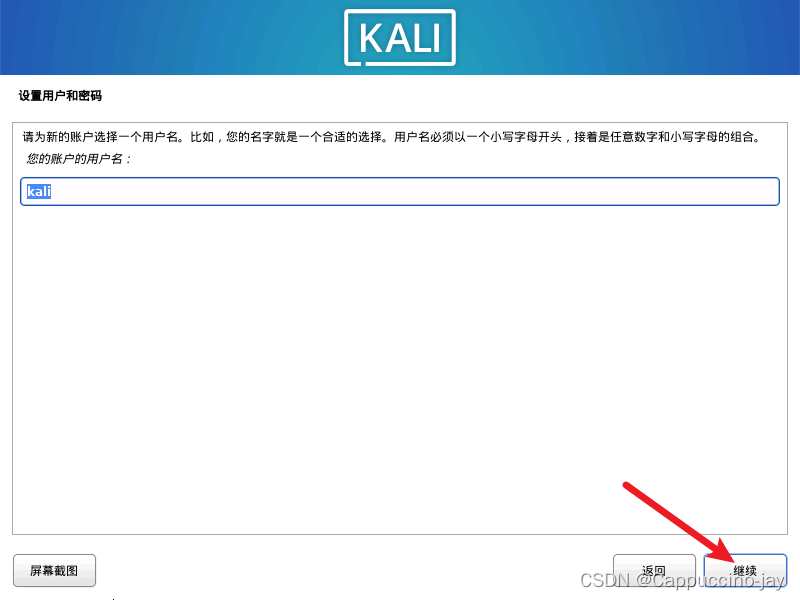 KALI
设置用户和密码
请为新的账户选择一个用户名。比如，您的名字就是一个合适的选择。用户名必须以一个小写字母开头，接着是任意数字和小写字母的组合。
您的账户的用户名：
kali
屏幕截图
返回
继续
CSDN @Cappuccino-jay